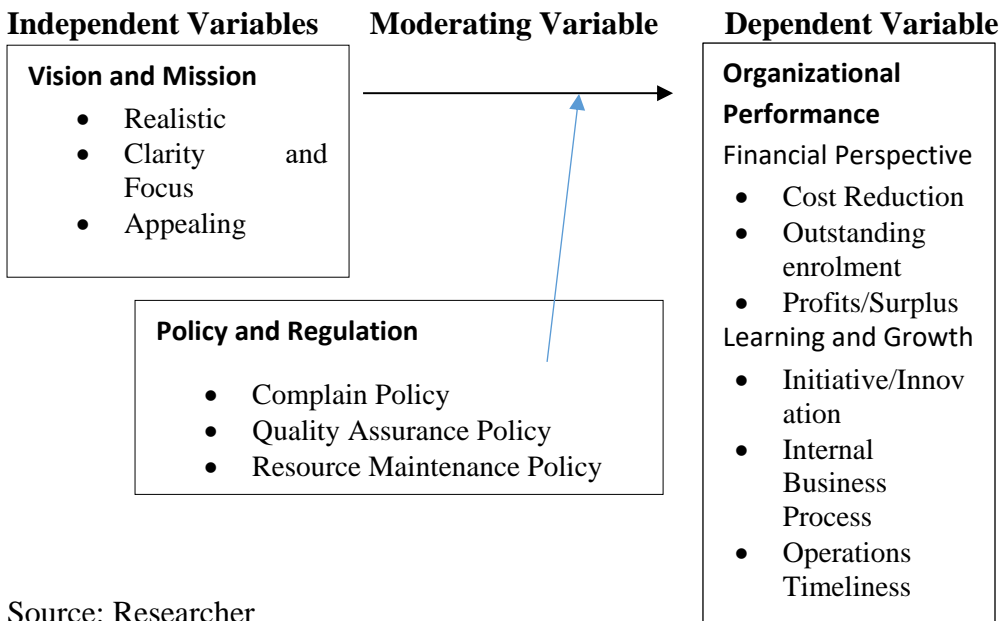 Independent Variables Moderating Variable Dependent Variable
Vision and Mission
• Realistic
• Clarity and
Focus
• Appealing
Policy and Regulation
• Complain Policy
• Quality Assurance Policy
• Resource Maintenance Policy
Organizational
Performance
Financial Perspective
• Cost Reduction
• Outstanding
enrolment
• Profits/Surplus
Learning and Growth
• Initiative/Innov
ation
• Internal
Business
Process
• Operations
Timeliness
Source: Researcher